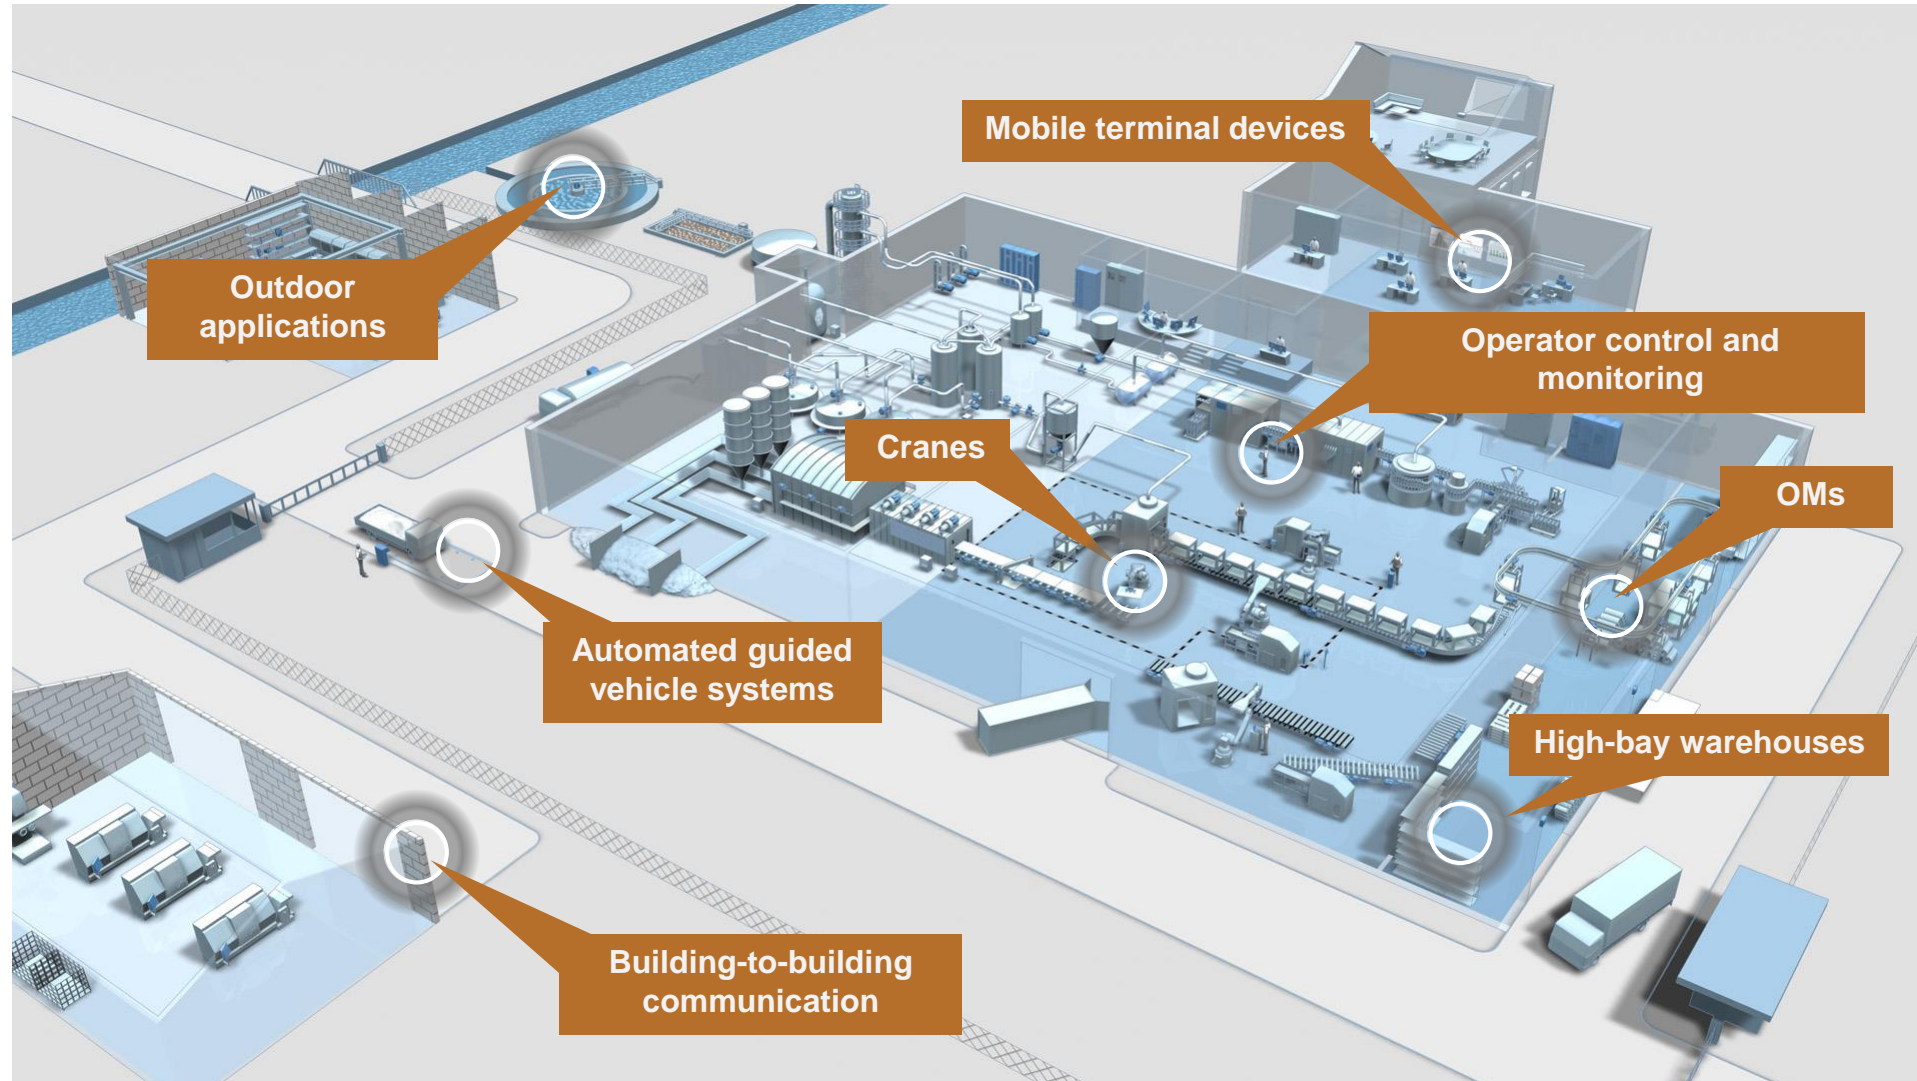 Mobile terminal devices
Outdoor
applications
Operator control and
monitoring
Cranes
OMs
Automated guided
vehicle systems
High-bay warehouses
Building-to-building
communication